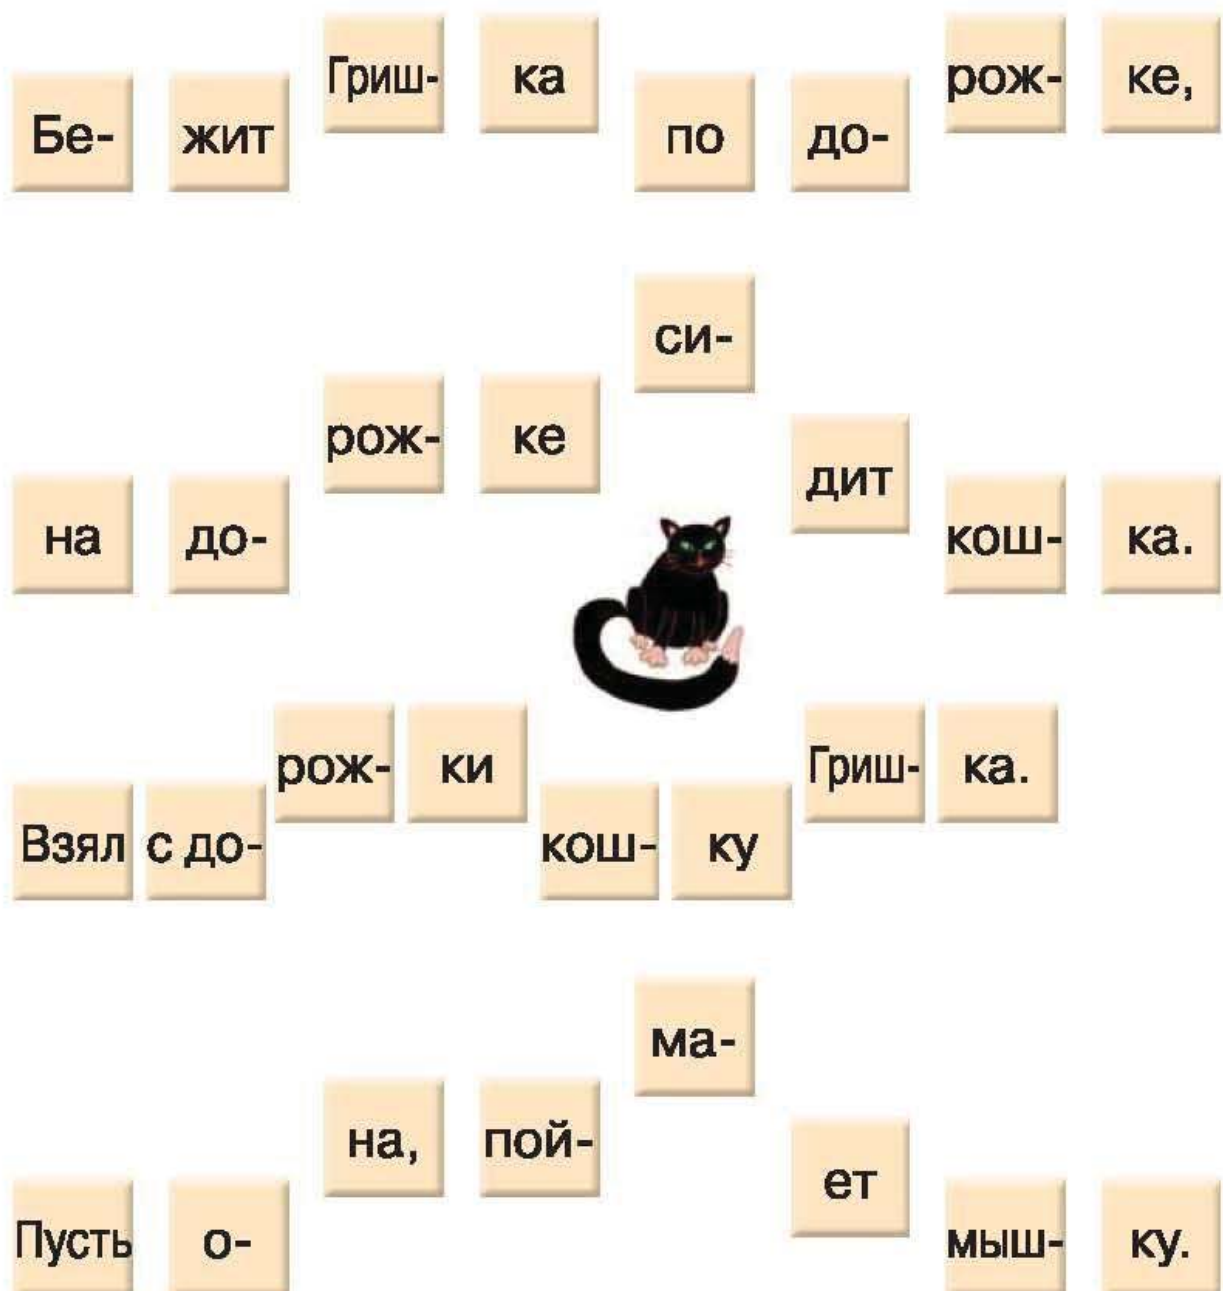 Бе- жит Гриш- ка по до- рож- ке,
на до- рож- ке си- дит кош- ка.
Взял с до- рож- ки кош- ку Гриш- ка.
Пусть о- на, пой- ма- ет мыш- ку.